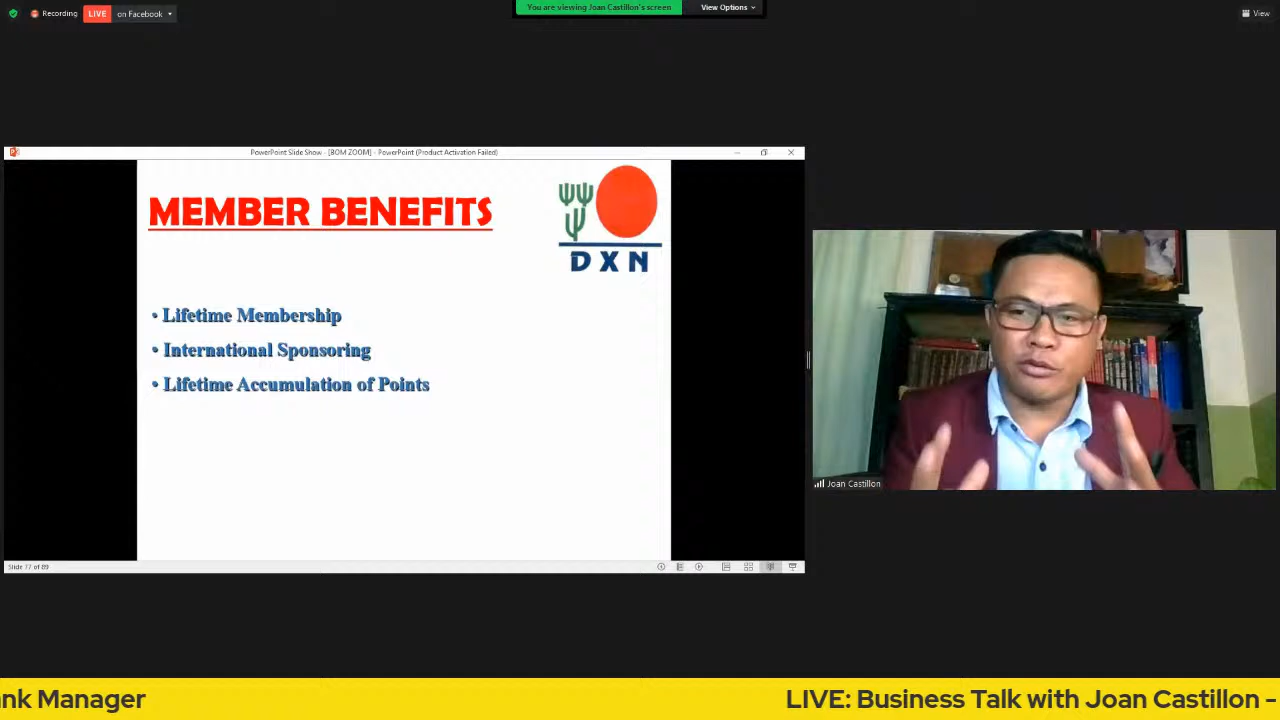 Recording
LIVE
on Facebook
You are viewing Joan Castillon's screen
View Options
View
PowerPoint Slide Show - [BOM ZOOM] - PowerPoint (Product Activation Failed)
MEMBER BENEFITS
DXN
• Lifetime Membership
• International Sponsoring
• Lifetime Accumulation of Points
Joan Castillon
Slide 77 of 89
nk Manager
LIVE: Business Talk with Joan Castillon -